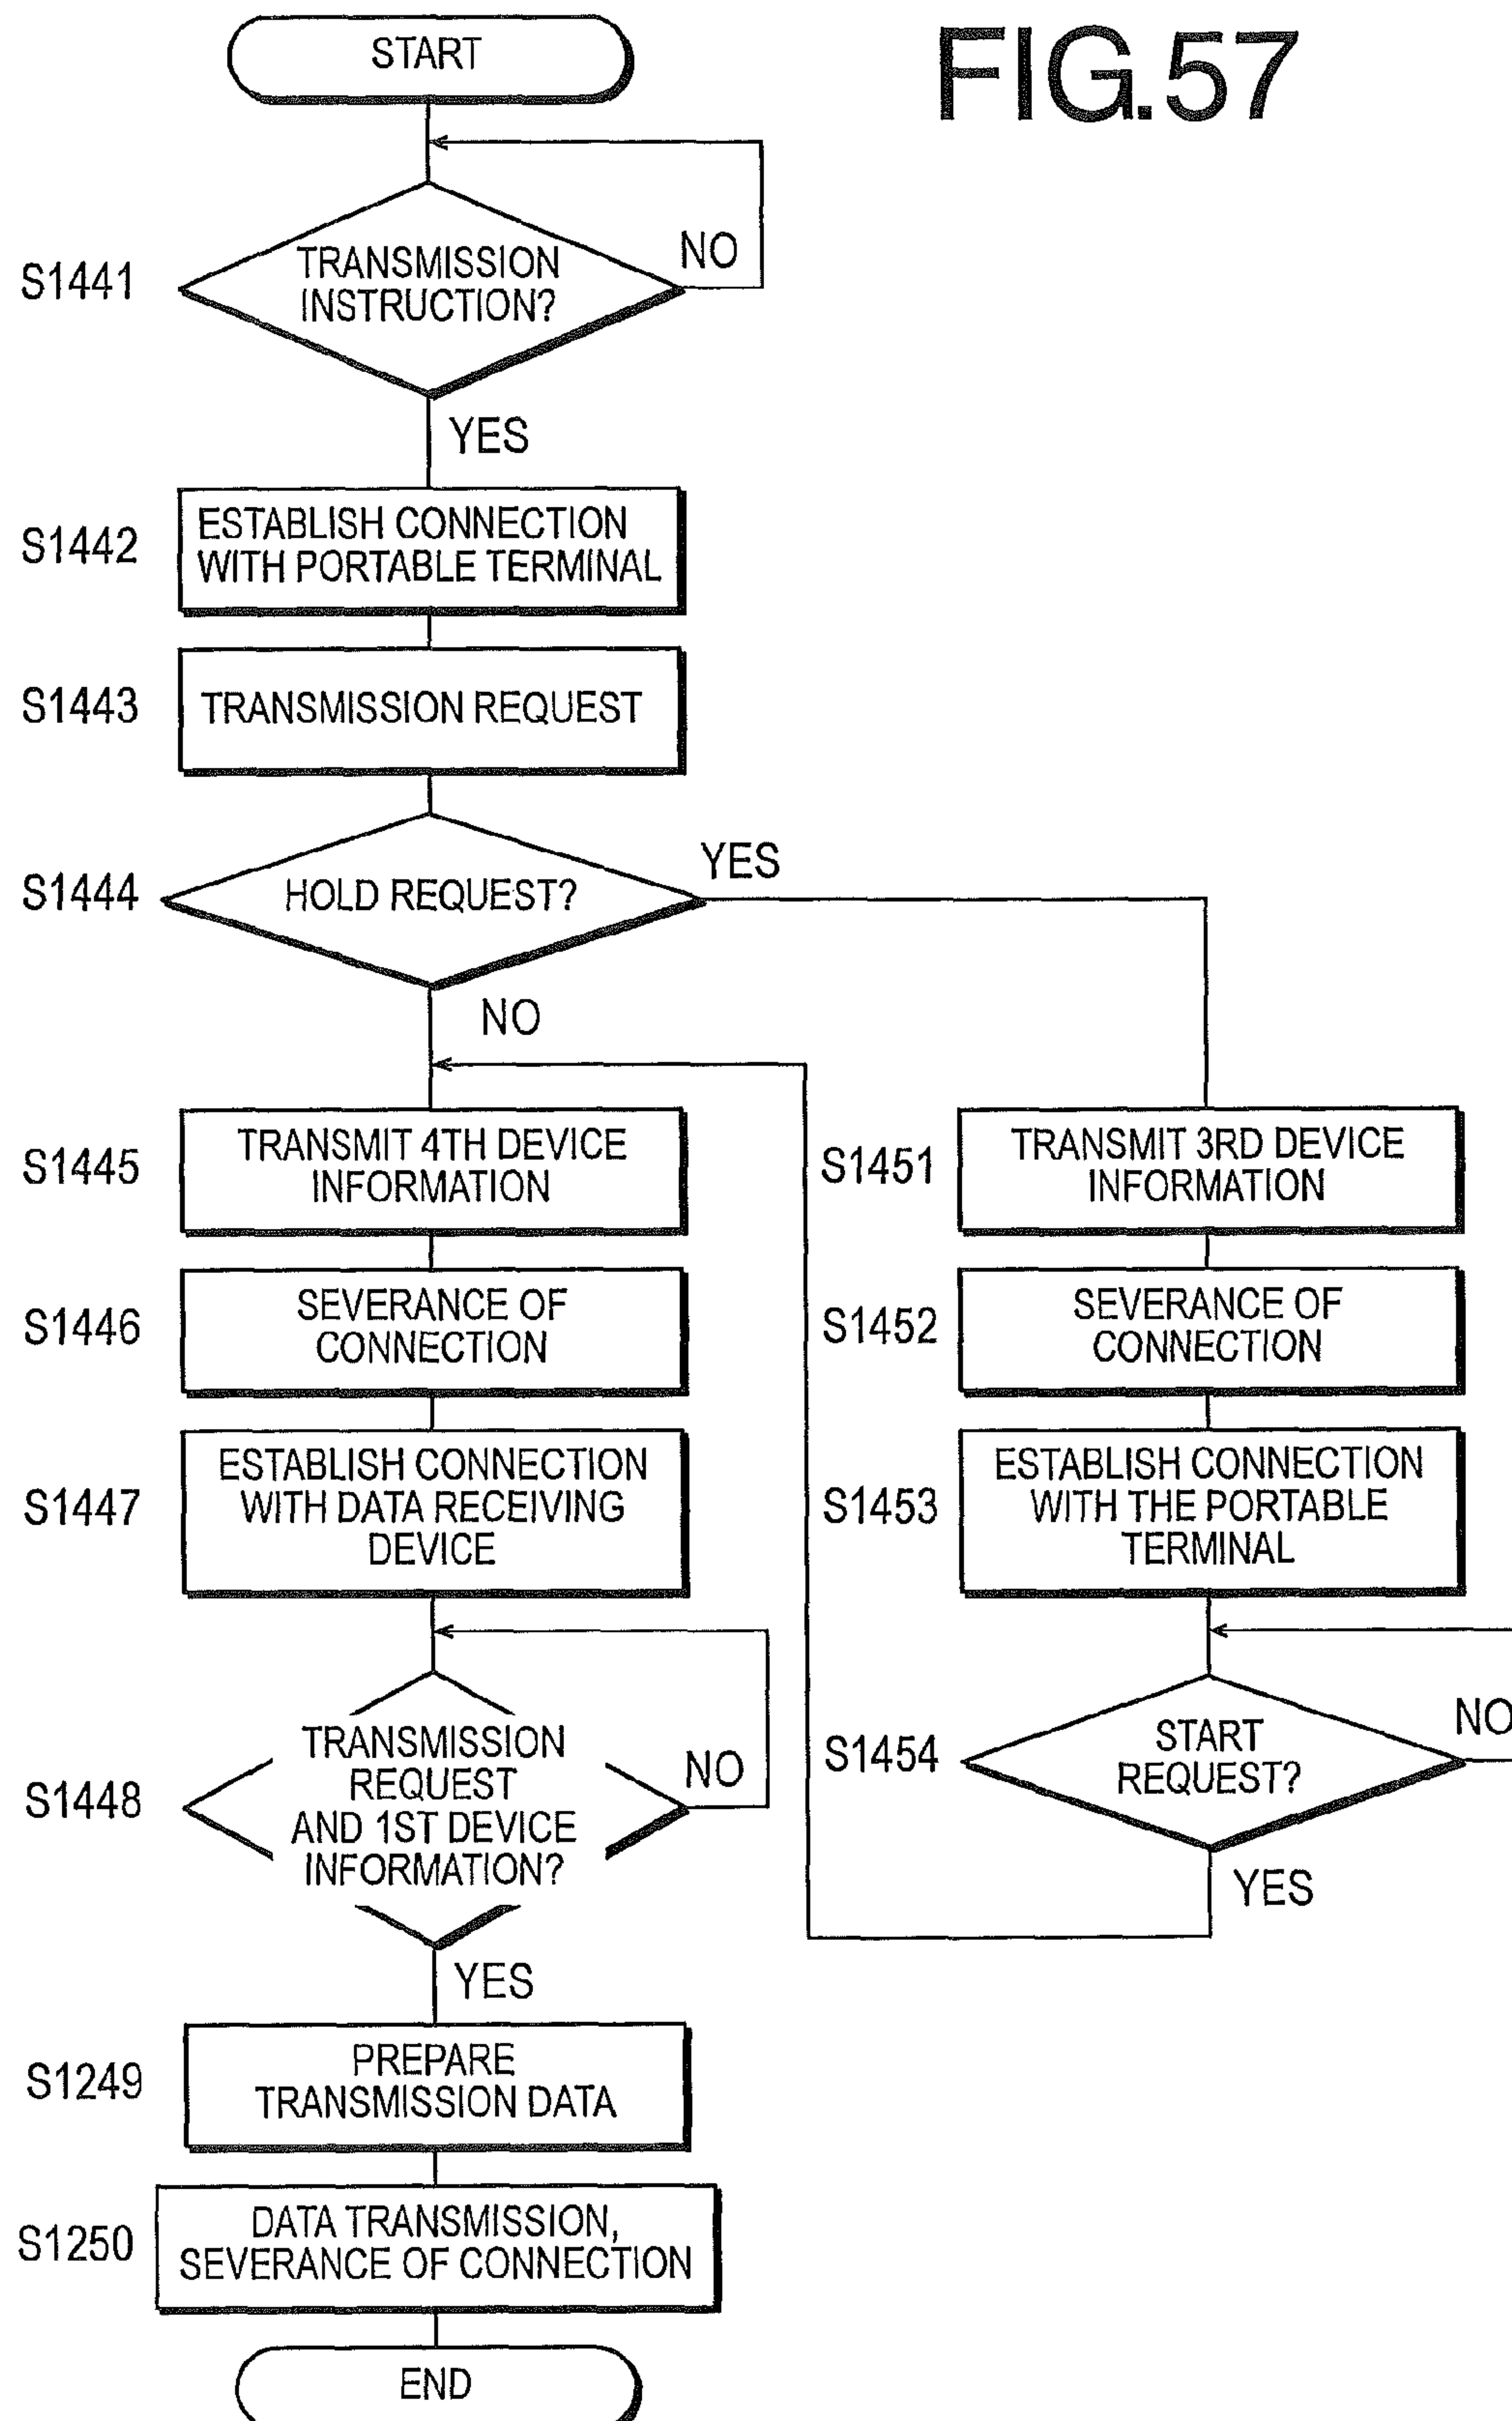 FIG.57
START
S1441
TRANSMISSION
INSTRUCTION?
NO
YES
S1442
ESTABLISH CONNECTION
WITH PORTABLE TERMINAL
S1443
TRANSMISSION REQUEST
S1444
HOLD REQUEST?
YES
NO
S1445
TRANSMIT 4TH DEVICE
INFORMATION
S1446
SEVERANCE OF
CONNECTION
S1447
ESTABLISH CONNECTION
WITH DATA RECEIVING
DEVICE
S1448
TRANSMISSION
REQUEST
AND 1ST DEVICE
INFORMATION?
NO
YES
S1249
PREPARE
TRANSMISSION DATA
S1250
DATA TRANSMISSION,
SEVERANCE OF CONNECTION
END
S1451
TRANSMIT 3RD DEVICE
INFORMATION
S1452
SEVERANCE OF
CONNECTION
S1453
ESTABLISH CONNECTION
WITH THE PORTABLE
TERMINAL
S1454
START
REQUEST?
NO
YES